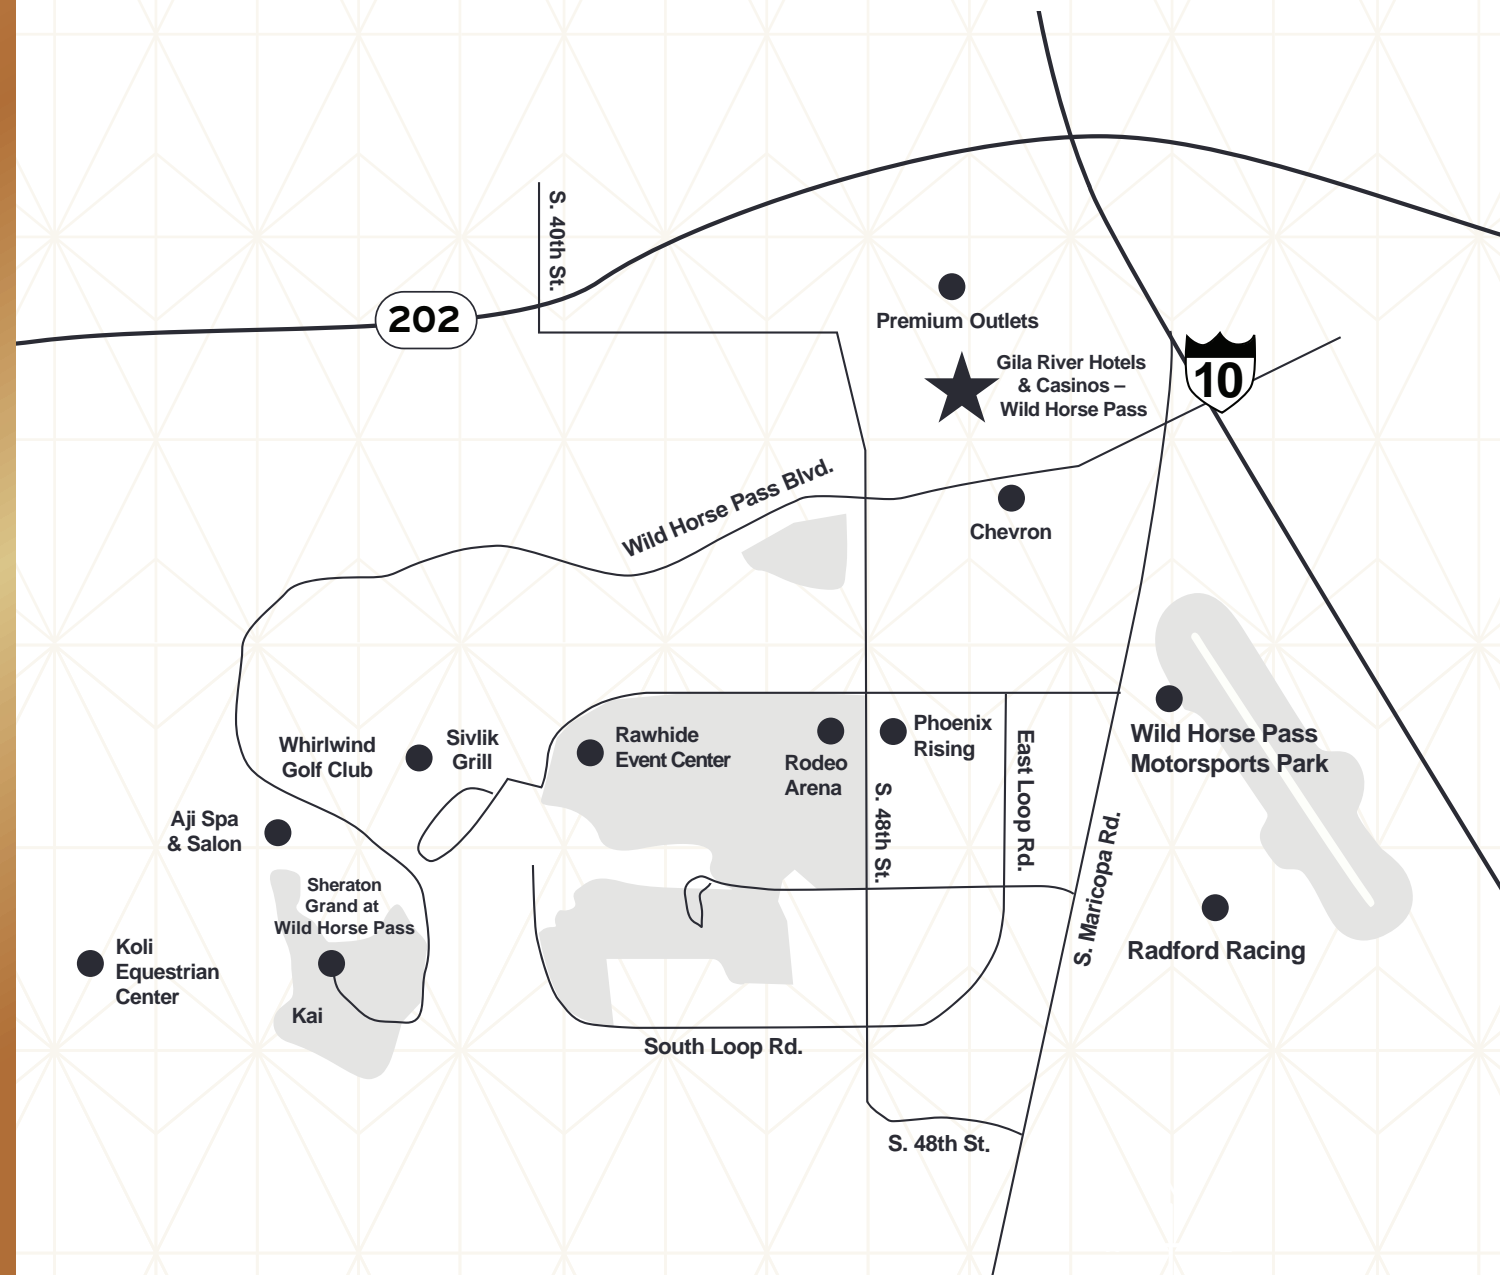 S. 40th St.
202
Premium Outlets
Gila River Hotels
& Casinos –
Wild Horse Pass
10
Wild Horse Pass Blvd.
Chevron
Whirlwind
Golf Club
Sivlik
Grill
Rawhide
Event Center
Rodeo
Arena
Phoenix
Rising
East Loop Rd.
S. 48th St.
Wild Horse Pass
Motorsports Park
S. Maricopa Rd.
Aji Spa
& Salon
Sheraton
Grand at
Wild Horse Pass
Koli
Equestrian
Center
Kai
Radford Racing
South Loop Rd.
S. 48th St.